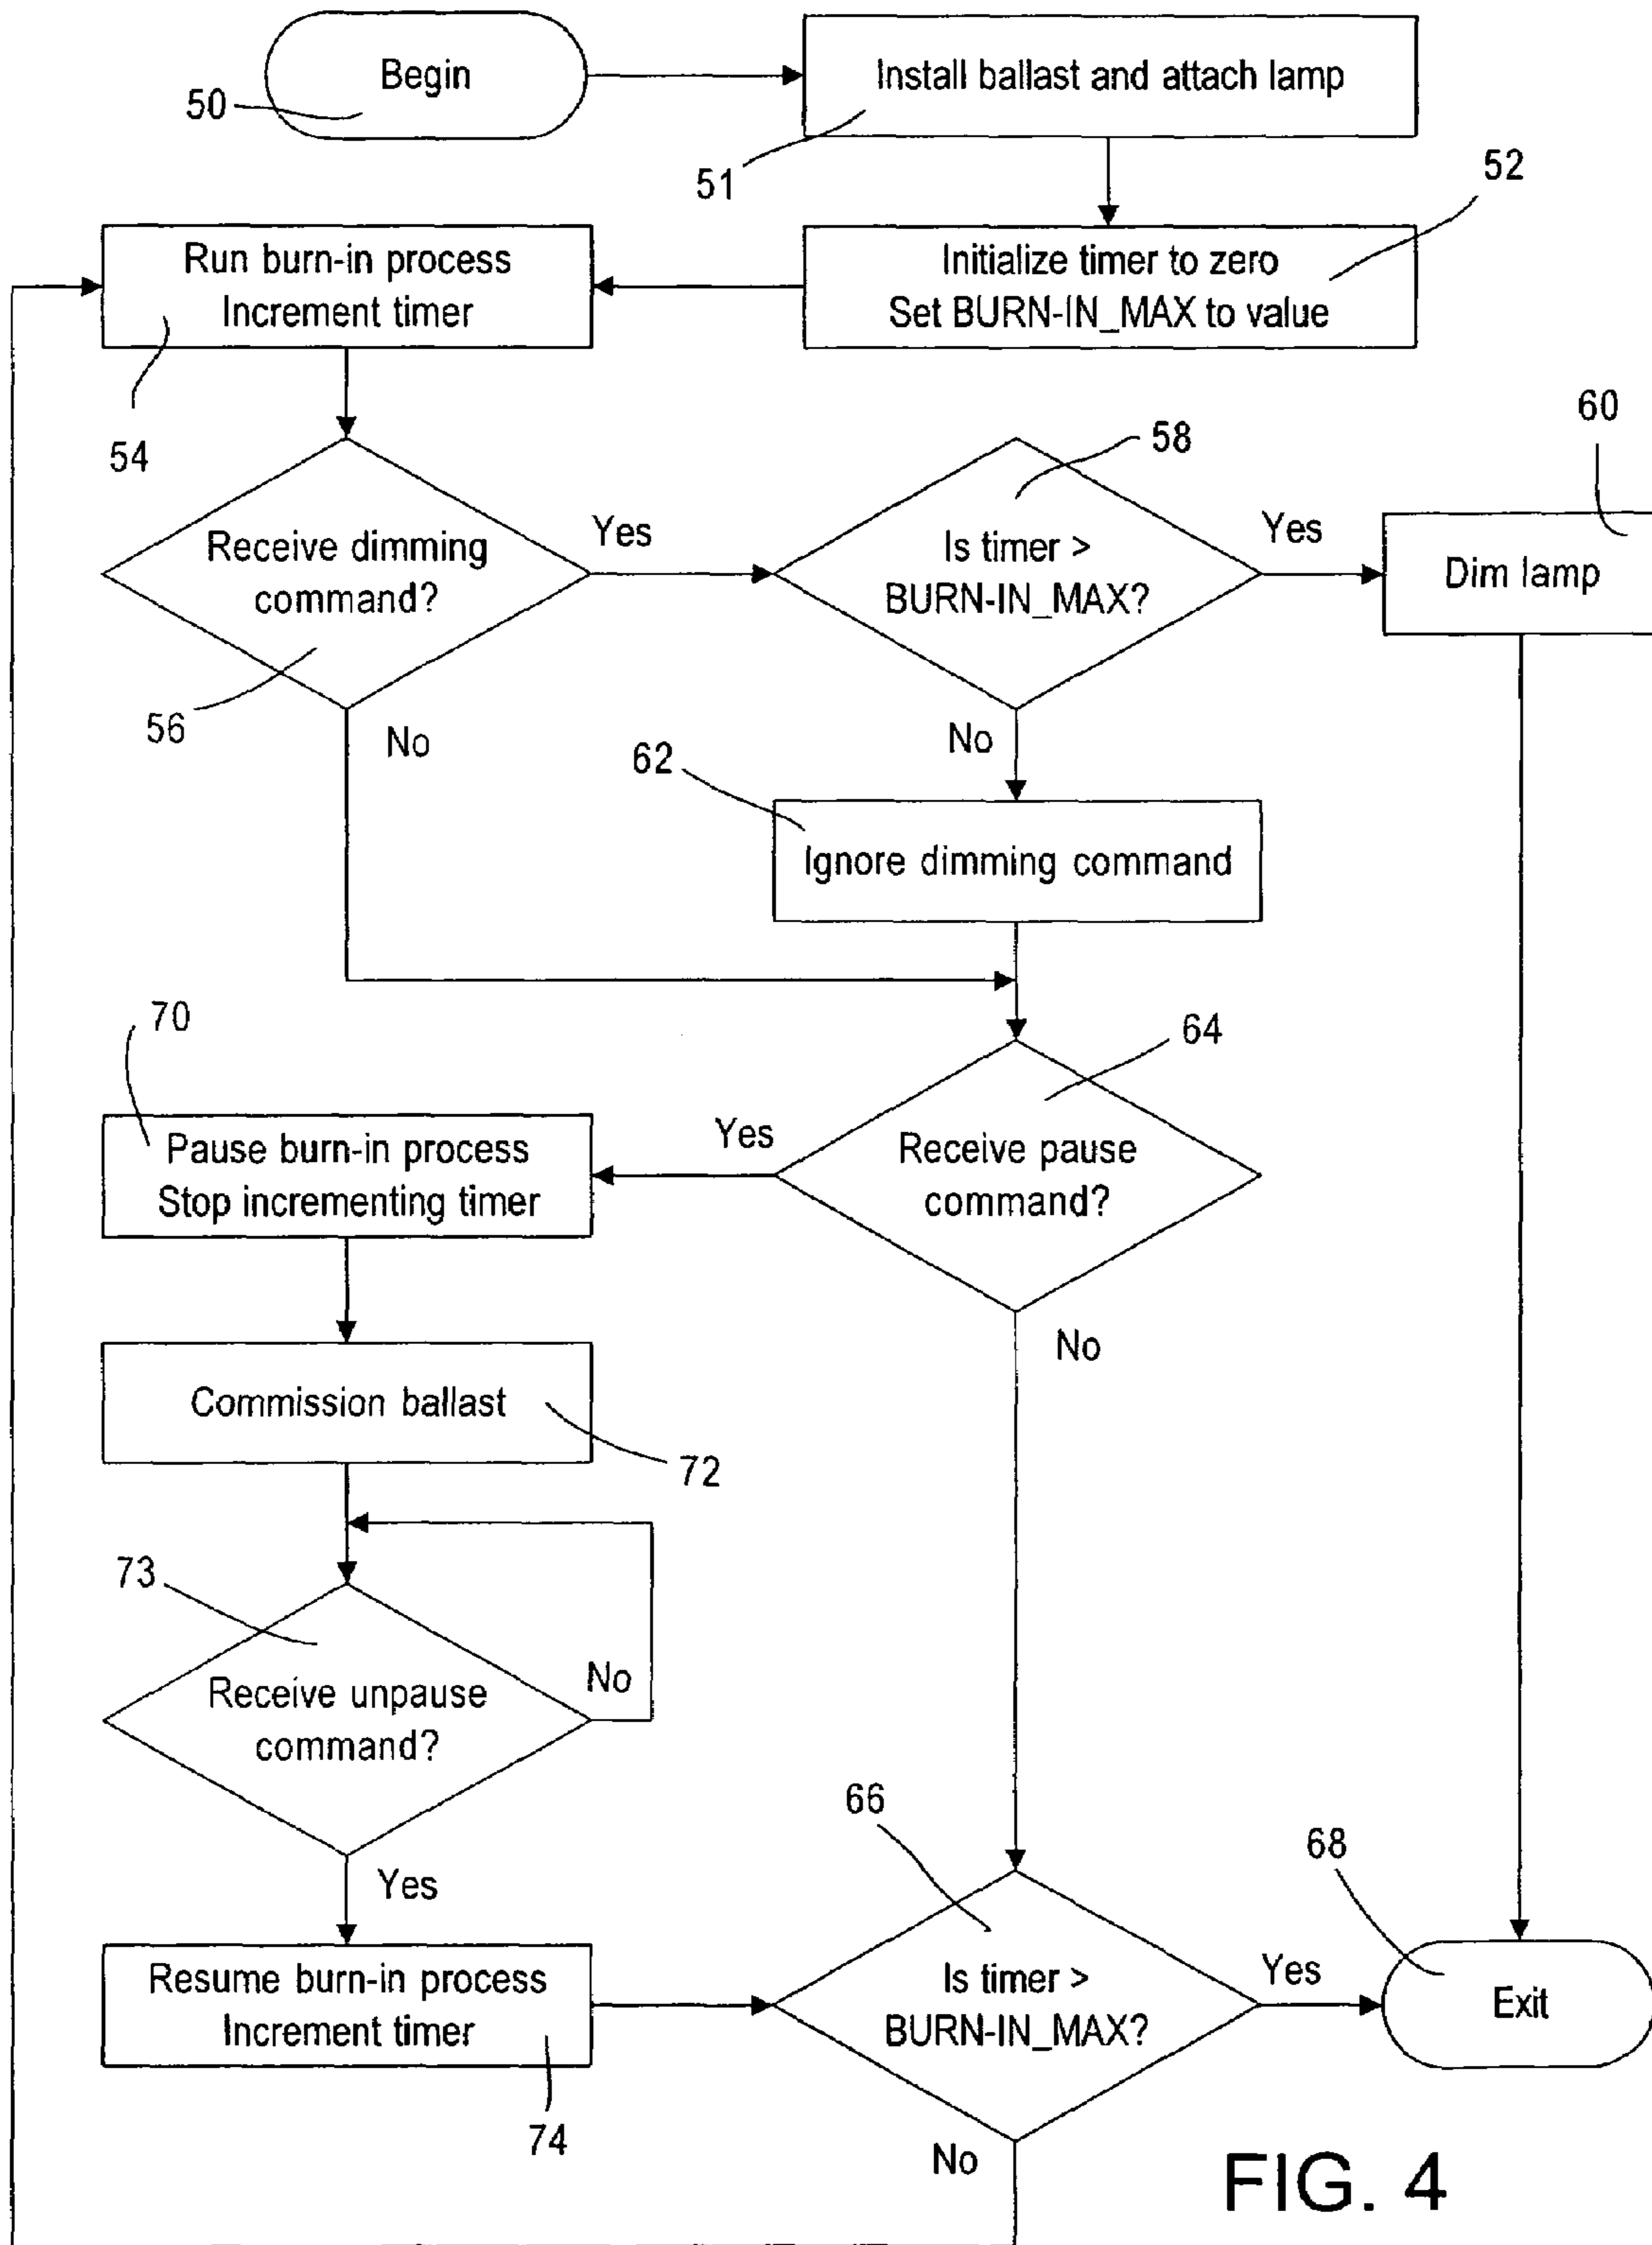 Begin
50
Install ballast and attach lamp
51
52
Run burn-in process
Increment timer
Initialize timer to zero
Set BURN-IN_MAX to value
54
58
60
Receive dimming
command?
Yes
Is timer >
BURN-IN_MAX?
Yes
Dim lamp
56
No
No
62
Ignore dimming command
70
64
Pause burn-in process
Stop incrementing timer
Yes
Receive pause
command?
No
Commission ballast
72
73
Receive unpause
command?
No
66
68
Yes
Resume burn-in process
Increment timer
Is timer >
BURN-IN_MAX?
Yes
Exit
74
No
FIG. 4